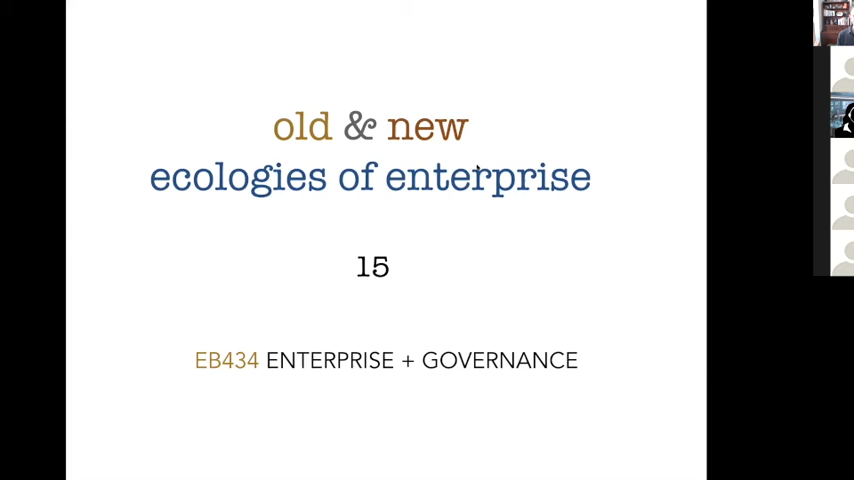 old & new
ecologies of enterprise
15
EB434 ENTERPRISE + GOVERNANCE